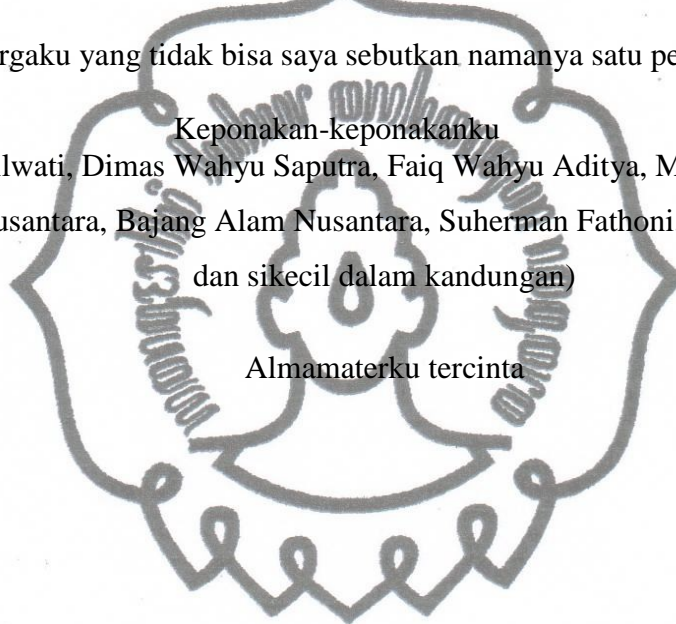 rgaku yang tidak bisa saya sebutkan namanya satu pe
Keponakan-keponakanku
lwati, Dimas Wahyu Saputra, Faiq Wahyu Aditya, M
usantara, Bajang Alam Nusantara, Suherman Fathoni
dan sikecil dalam kandungan)
Almamaterku tercinta